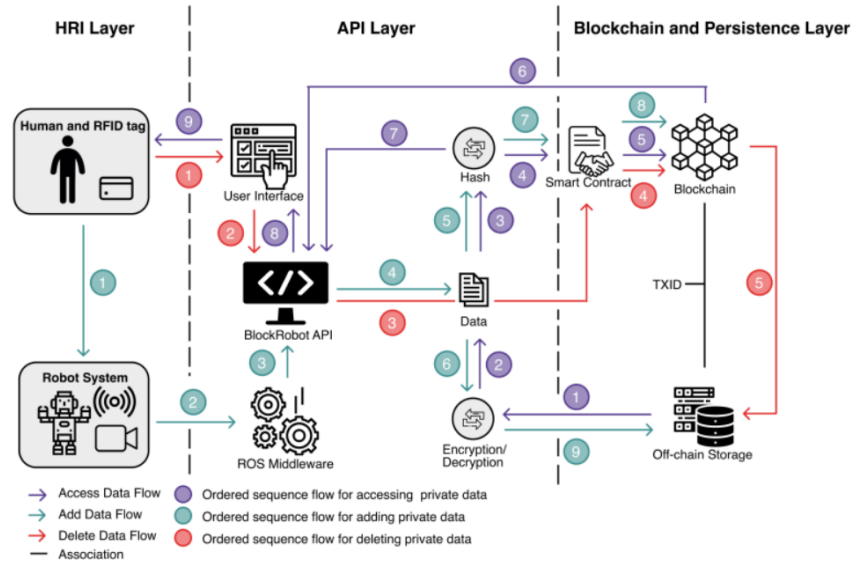 HRI Layer
API Layer
Blockchain and Persistence Layer
6
Human and RFID tag
9
1
User Interface
7
Hash
7
4
Smart Contract
8
5
4
Blockchain
2
8
5
3
1
BlockRobot API
4
3
Data
TXID
5
Robot System
2
3
ROS Middleware
6
2
Encryption/
Decryption
1
9
Off-chain Storage
Access Data Flow
1
Ordered sequence flow for accessing private data
Add Data Flow
1
Ordered sequence flow for adding private data
Delete Data Flow
1
Ordered sequence flow for deleting private data
Association